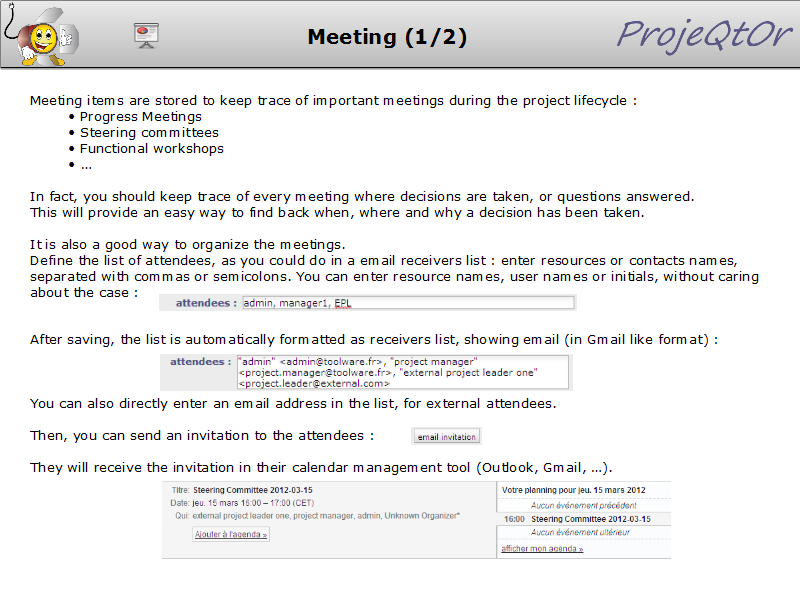 Meeting (1/2)
ProjeQtOr
Meeting items are stored to keep trace of important meetings during the project lifecycle :
• Progress Meetings
• Steering committees
• Functional workshops
• ...
In fact, you should keep trace of every meeting where decisions are taken, or questions answered.
This will provide an easy way to find back when, where and why a decision has been taken.
It is also a good way to organize the meetings.
Define the list of attendees, as you could do in a email receivers list : enter resources or contacts names,
separated with commas or semicolons. You can enter resource names, user names or initials, without caring
about the case :
attendees : admin, manager1, EPL
After saving, the list is automatically formatted as receivers list, showing email (in Gmail like format) :
attendees : "admin" <admin@toolware.fr>, "project manager"
<project.manager@toolware.fr>, "external project leader one"
<project.leader@external.com>
You can also directly enter an email address in the list, for external attendees.
Then, you can send an invitation to the attendees :
email invitation
They will receive the invitation in their calendar management tool (Outlook, Gmail, ...).
Titre: Steering Committee 2012-03-15
Date: jeu. 15 mars 16:00 – 17:00 (CET)
Qui: external project leader one, project manager, admin, Unknown Organizer*
Ajouter à l'agenda »
Votre planning pour jeu. 15 mars 2012
Aucun événement précédent
16:00 Steering Committee 2012-03-15
Aucun événement ultérieur
afficher mon agenda »